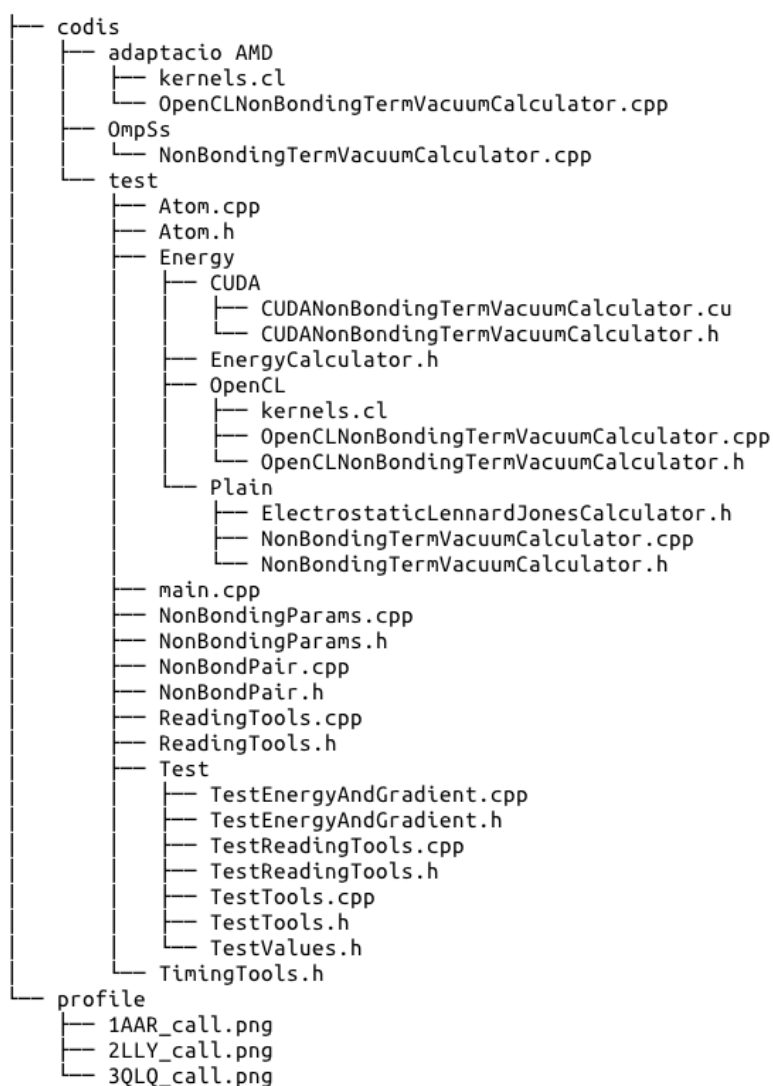 ├── codis
│   ├── adaptacio AMD
│   │   ├── kernels.cl
│   │   └── OpenCLNonBondingTermVacuumCalculator.cpp
│   ├── OmpSs
│   │   └── NonBondingTermVacuumCalculator.cpp
│   └── test
│       ├── Atom.cpp
│       ├── Atom.h
│       ├── Energy
│       │   ├── CUDA
│       │   │   ├── CUDANonBondingTermVacuumCalculator.cu
│       │   │   └── CUDANonBondingTermVacuumCalculator.h
│       │   ├── EnergyCalculator.h
│       │   ├── OpenCL
│       │   │   ├── kernels.cl
│       │   │   ├── OpenCLNonBondingTermVacuumCalculator.cpp
│       │   │   └── OpenCLNonBondingTermVacuumCalculator.h
│       │   └── Plain
│       │       ├── ElectrostaticLennardJonesCalculator.h
│       │       ├── NonBondingTermVacuumCalculator.cpp
│       │       └── NonBondingTermVacuumCalculator.h
│       ├── main.cpp
│       ├── NonBondingParams.cpp
│       ├── NonBondingParams.h
│       ├── NonBondPair.cpp
│       ├── NonBondPair.h
│       ├── ReadingTools.cpp
│       ├── ReadingTools.h
│       ├── Test
│       │   ├── TestEnergyAndGradient.cpp
│       │   ├── TestEnergyAndGradient.h
│       │   ├── TestReadingTools.cpp
│       │   ├── TestReadingTools.h
│       │   ├── TestTools.cpp
│       │   ├── TestTools.h
│       │   └── TestValues.h
│       └── TimingTools.h
└── profile
    ├── 1AAR_call.png
    ├── 2LLY_call.png
    └── 3QLQ_call.png